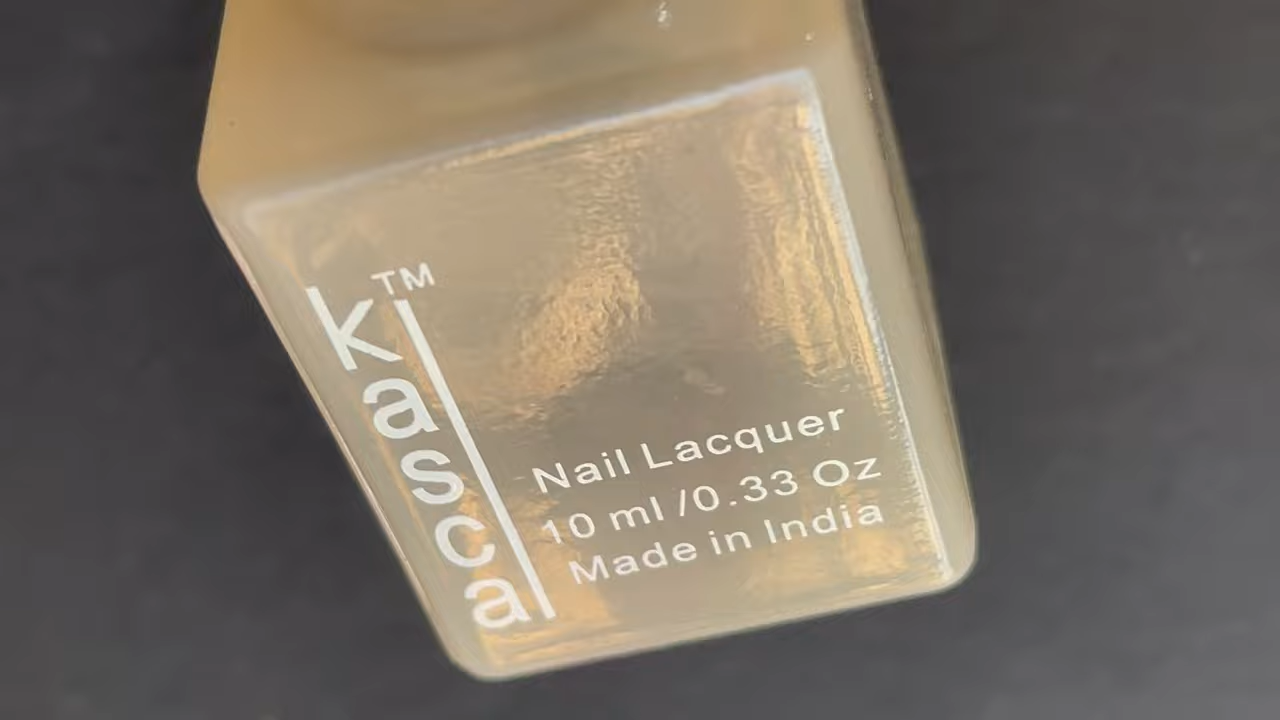 kasca™
Nail Lacquer
10 ml /0.33 Oz
Made in India